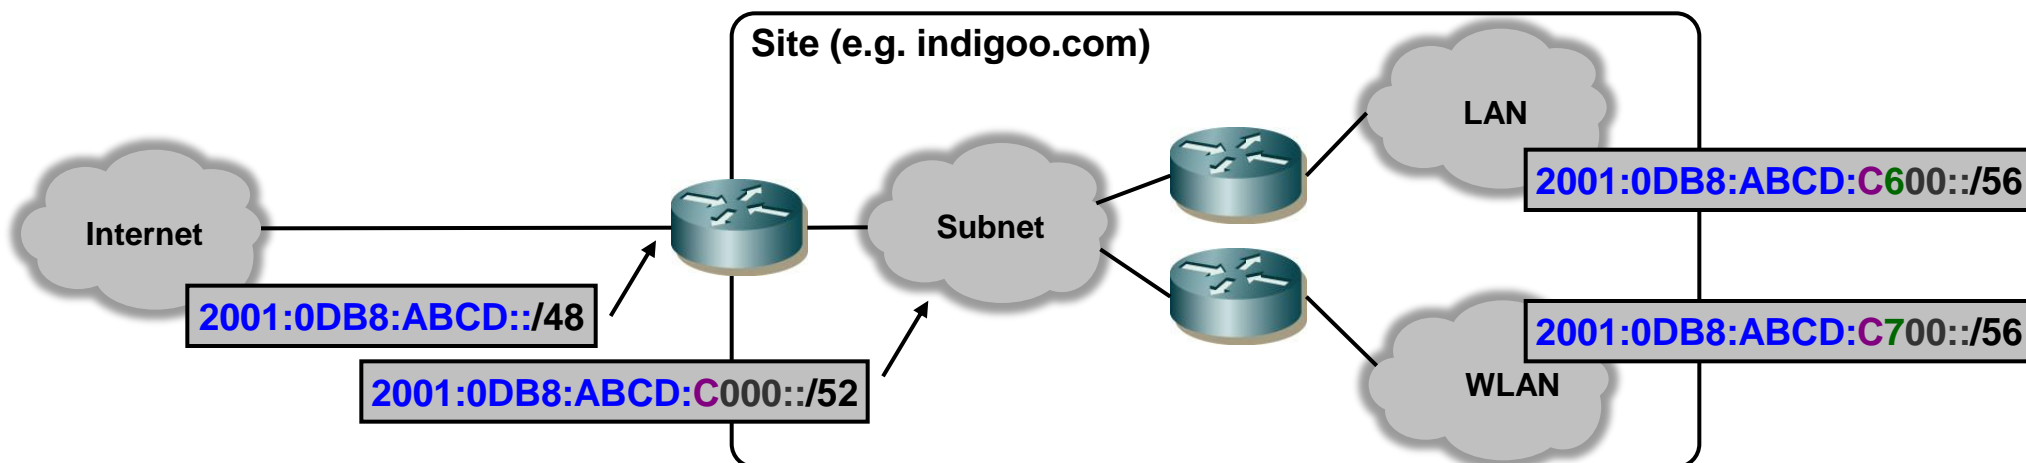 Site (e.g. indigoo.com)
LAN
2001:0DB8:ABCD:C600::/56
Internet
Subnet
2001:0DB8:ABCD::/48
2001:0DB8:ABCD:C700::/56
2001:0DB8:ABCD:C000::/52
WLAN